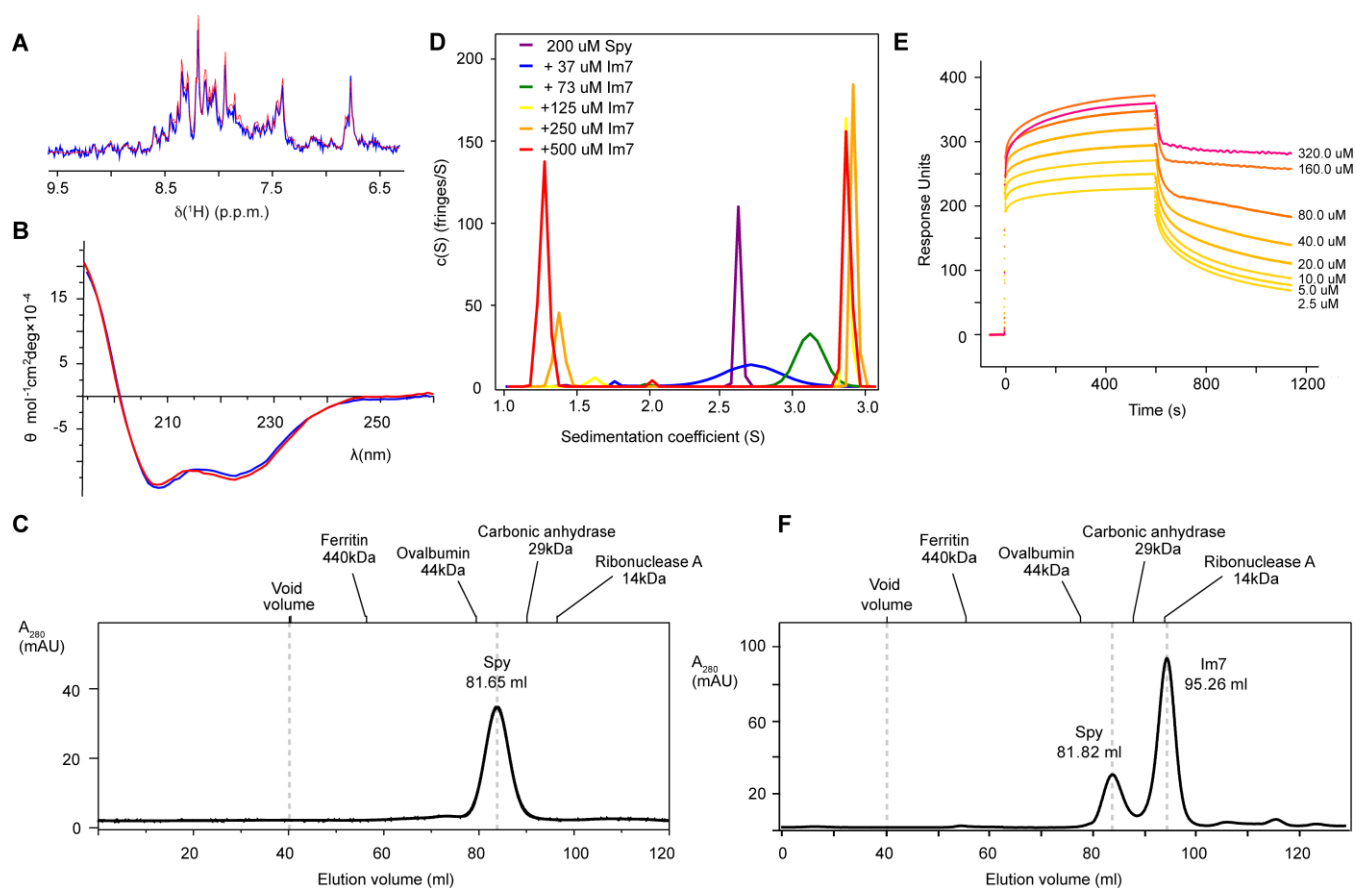 A
9.5 8.5 7.5 6.5
δ(¹H) (p.p.m.)
B
θ mol⁻¹cm²deg×10⁻⁴
15
5
-5
210 230 250
λ(nm)
C
Void
volume
Ferritin
440kDa
Ovalbumin
44kDa
Carbonic anhydrase
29kDa
Ribonuclease A
14kDa
A₂₈₀
(mAU)
40
20
0
Spy
81.65 ml
20 40 60 80 100 120
Elution volume (ml)
D
200 uM Spy
+ 37 uM Im7
+ 73 uM Im7
+125 uM Im7
+250 uM Im7
+500 uM Im7
c(S) (fringes/S)
200
150
100
50
0
1.0 1.5 2.0 2.5 3.0 3.0
Sedimentation coefficient (S)
E
Response Units
400
300
200
100
0
320.0 uM
160.0 uM
80.0 uM
40.0 uM
20.0 uM
10.0 uM
5.0 uM
2.5 uM
0 400 800 1200
Time (s)
F
Void
volume
Ferritin
440kDa
Ovalbumin
44kDa
Carbonic anhydrase
29kDa
Ribonuclease A
14kDa
A₂₈₀
(mAU)
100
80
60
40
20
Spy
81.82 ml
Im7
95.26 ml
0 20 40 60 80 100 120
Elution volume (ml)